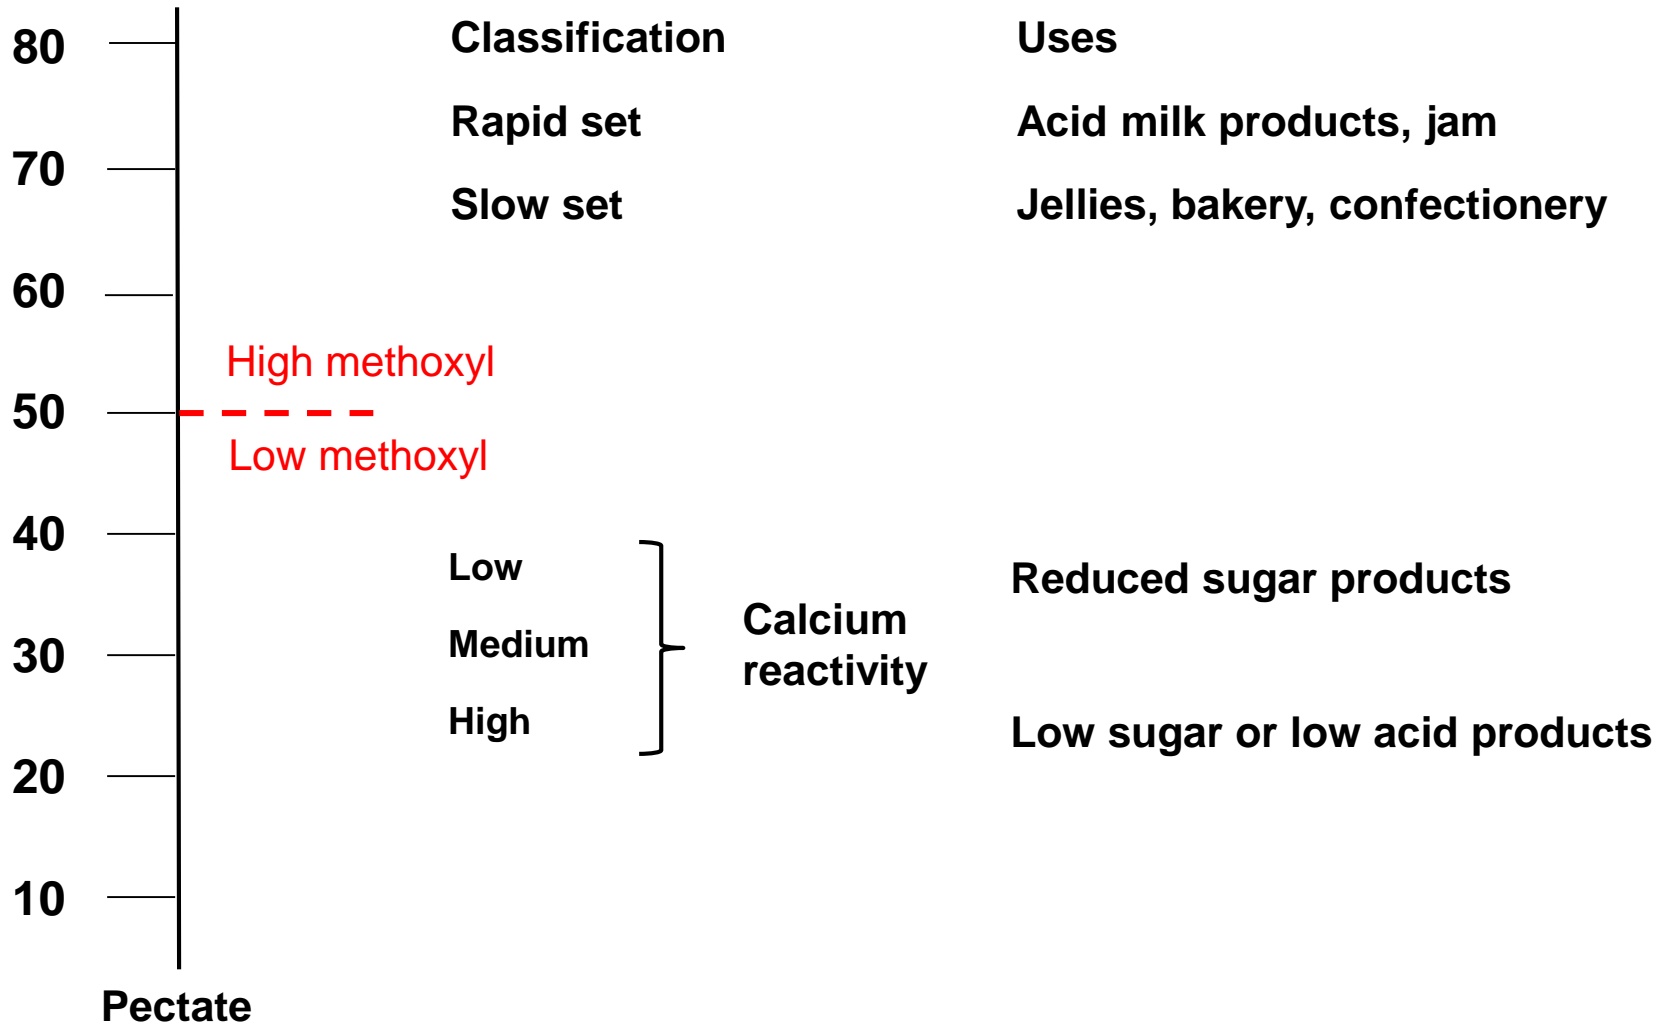 80 Classification Uses
Rapid set Acid milk products, jam
70
Slow set Jellies, bakery, confectionery
60
High methoxyl
50
Low methoxyl
40
Low Reduced sugar products
Calcium
Medium
30 reactivity
High Low sugar or low acid products
20
10
Pectate